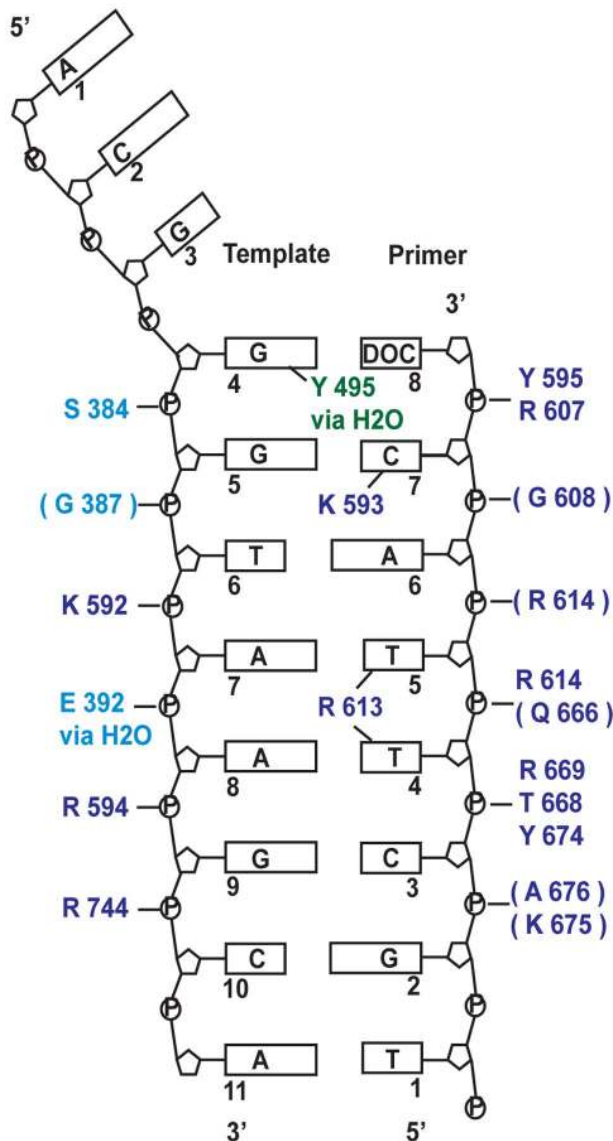 5'
A
1
P
C
2
P
G
3
Template Primer
P
3'
G DOC
4 8
Y 495
via H2O
S 384 P
P Y 595
R 607
G C
5 7
K 593
( G 387 ) P
P ( G 608 )
T A
6 6
K 592 P
P ( R 614 )
A T
7 5
R 613
E 392 P
via H2O
P R 614
( Q 666 )
A T
8 4
R 594 P
P R 669
T 668
Y 674
G C
9 3
R 744 P
P ( A 676 )
( K 675 )
C G
10 2
P P
A T
11 1
P
3' 5'